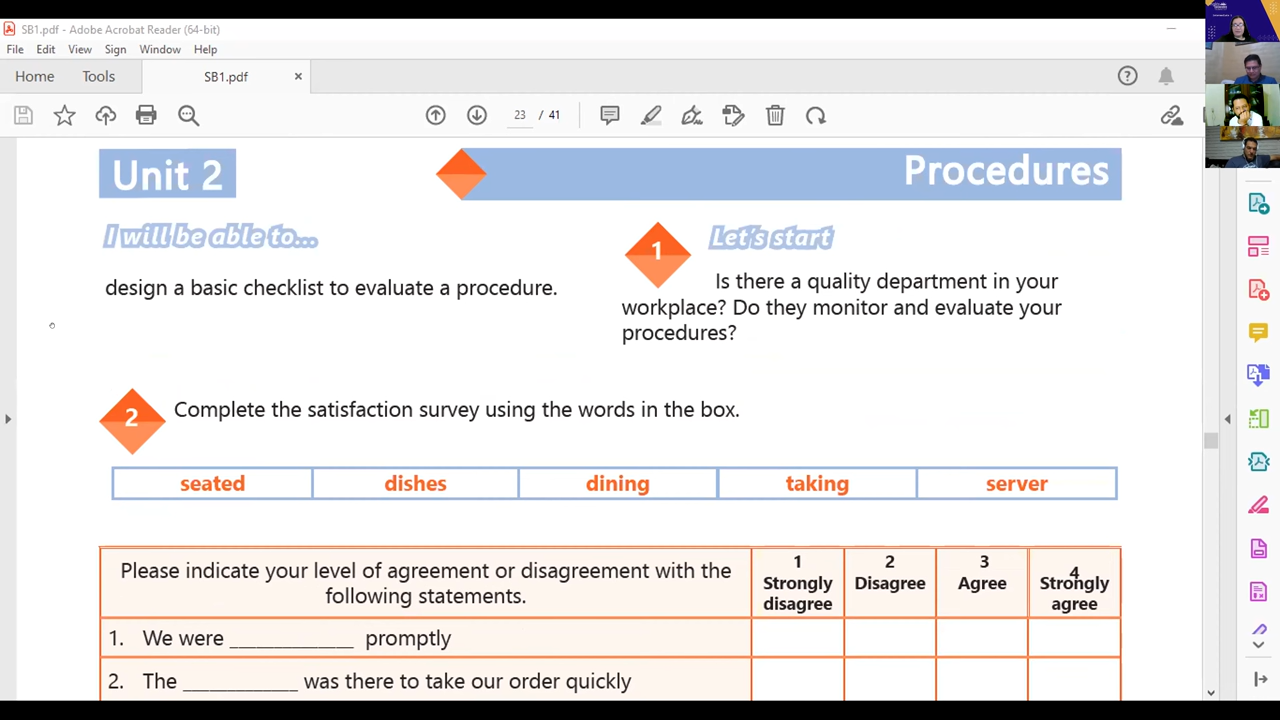 SB1.pdf - Adobe Acrobat Reader (64-bit)
File Edit View Sign Window Help
Home Tools SB1.pdf ×
23 / 41
Unit 2
Procedures
I will be able to...
design a basic checklist to evaluate a procedure.
1
Let's start
Is there a quality department in your
workplace? Do they monitor and evaluate your
procedures?
2
Complete the satisfaction survey using the words in the box.
seated dishes dining taking server
Please indicate your level of agreement or disagreement with the
following statements.
1
Strongly
disagree
2
Disagree
3
Agree
4
Strongly
agree
1. We were ______________ promptly
2. The _____________ was there to take our order quickly